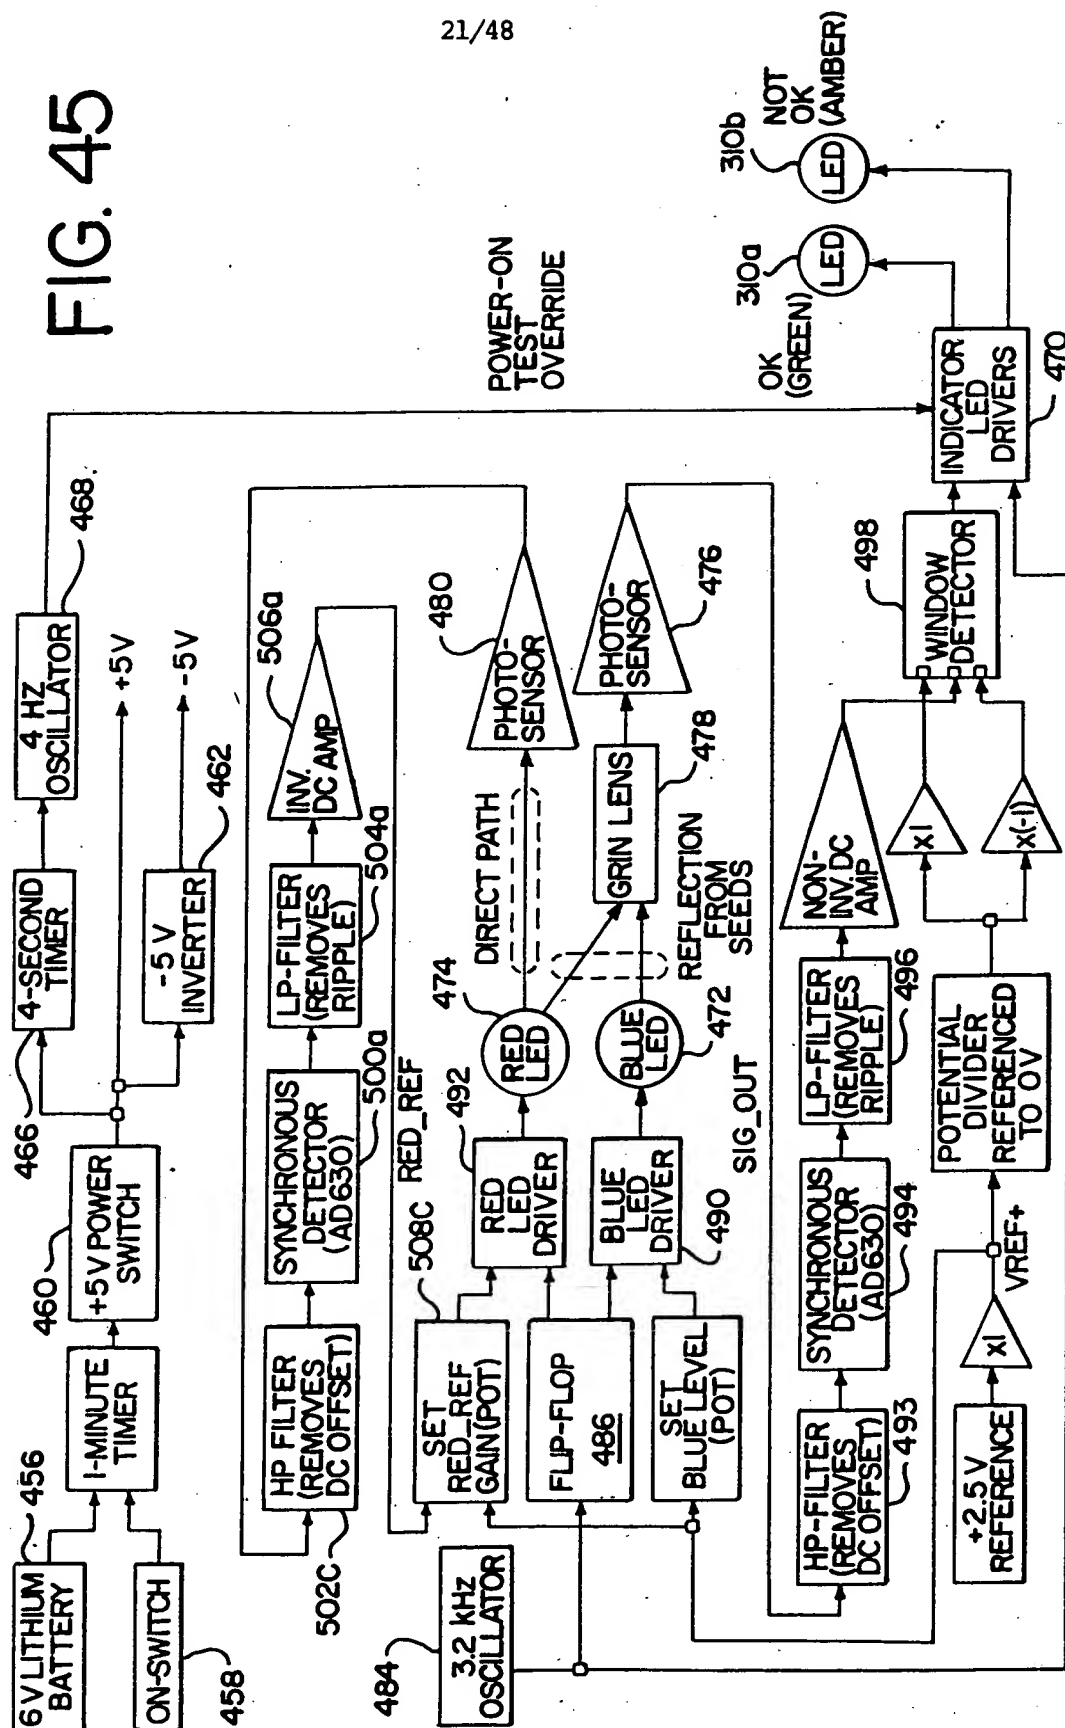 21/48
FIG. 45
6 V LITHIUM
BATTERY
456
ON-SWITCH
458
1-MINUTE
TIMER
+5 V POWER
SWITCH
460
466
4-SECOND
TIMER
4 HZ
OSCILLATOR
468
+5V
-5V
-5 V
INVERTER
462
POWER-ON
TEST
OVERRIDE
HP FILTER
(REMOVES
DC OFFSET)
502C
SYNCHRONOUS
DETECTOR
(AD630)
500a
LP-FILTER
(REMOVES
RIPPLE)
504a
INV.
DC AMP
506a
RED_REF
484
3.2 kHz
OSCILLATOR
SET
RED_REF
GAIN(POT)
508C
FLIP-FLOP
486
SET
BLUE LEVEL
(POT)
RED
LED
DRIVER
492
BLUE
LED
DRIVER
490
RED
LED
474
BLUE
LED
472
DIRECT PATH
REFLECTION
FROM
SEEDS
PHOTO-
SENSOR
480
GRIN LENS
478
PHOTO-
SENSOR
476
SIG_OUT
HP-FILTER
(REMOVES
DC OFFSET)
493
SYNCHRONOUS
DETECTOR
(AD630)
494
LP-FILTER
(REMOVES
RIPPLE)
496
NON-
INV. DC
AMP
+2.5 V
REFERENCE
X1
VREF+
POTENTIAL
DIVIDER
REFERENCED
TO 0V
X1
X(-1)
WINDOW
DETECTOR
498
INDICATOR
LED
DRIVERS
470
OK
(GREEN)
310a
LED
310b
LED
NOT
OK
(AMBER)